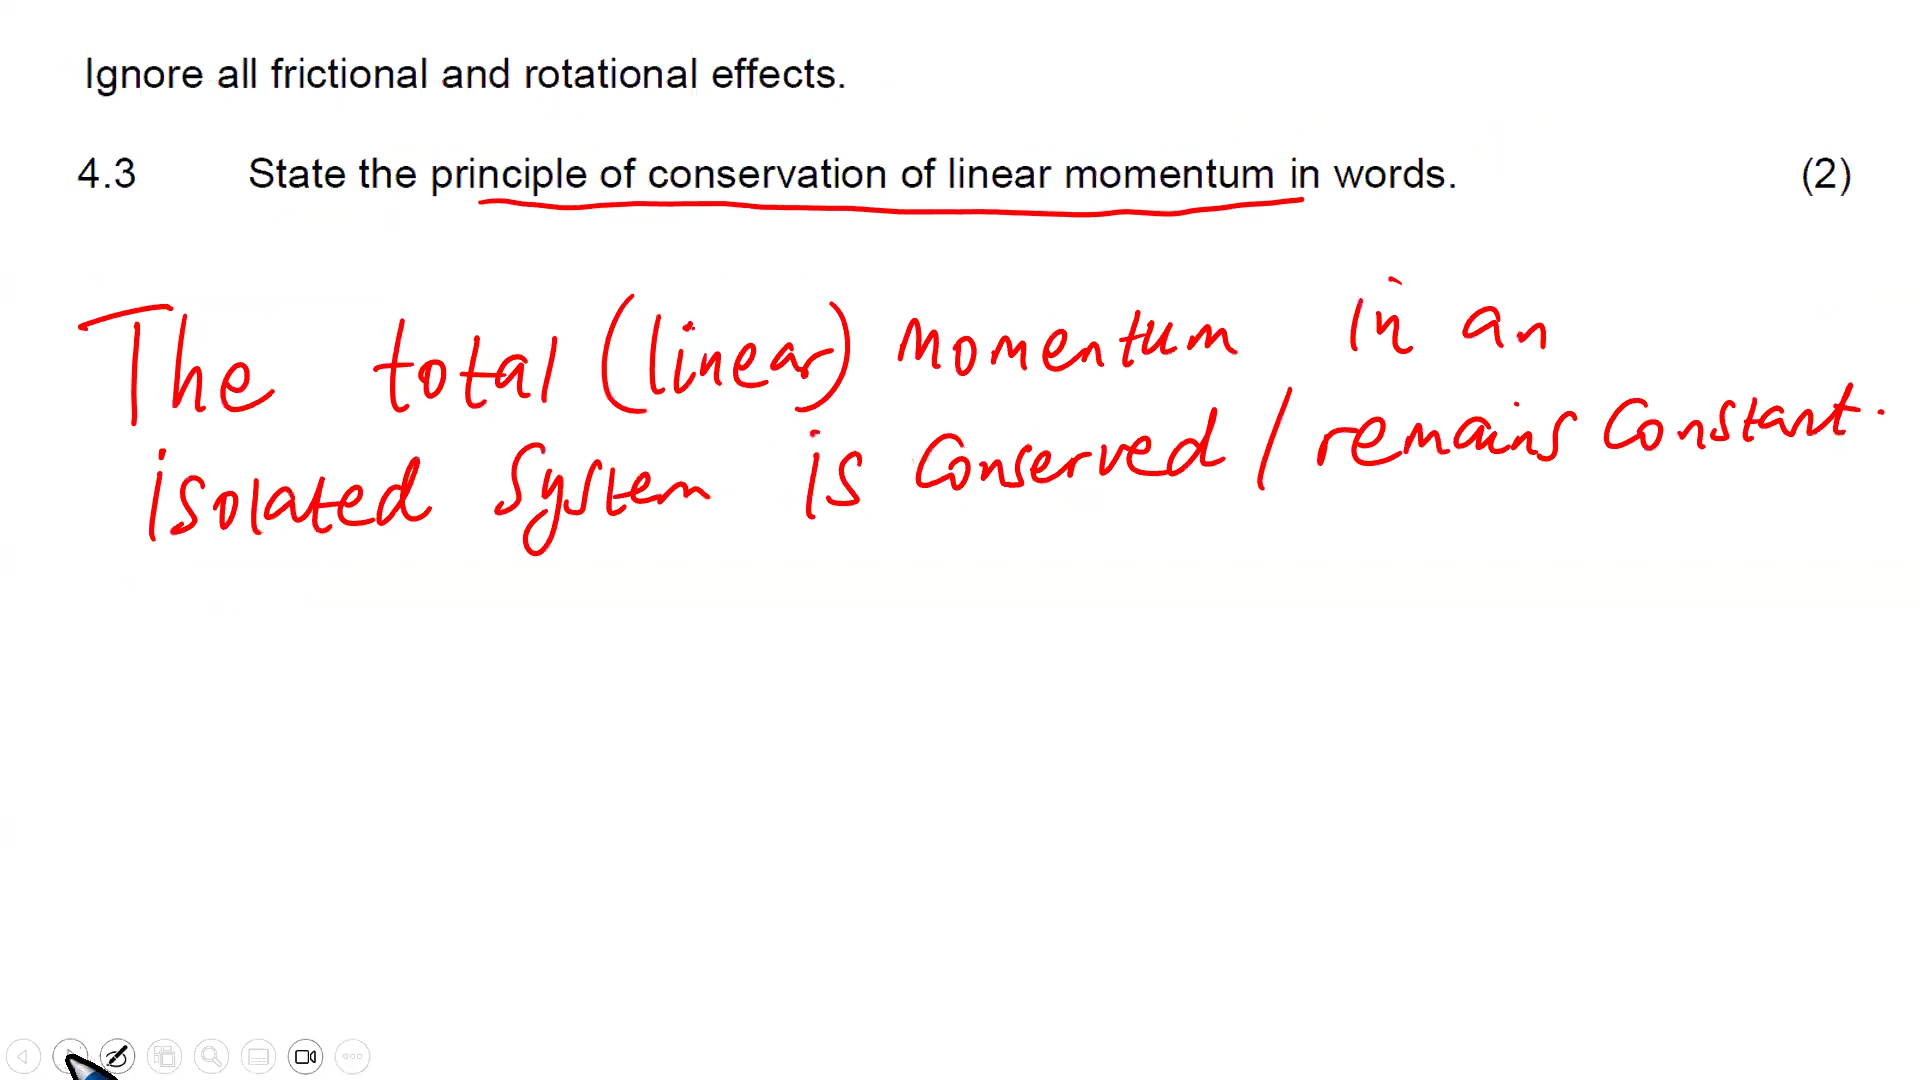 Ignore all frictional and rotational effects.
4.3 State the principle of conservation of linear momentum in words. (2)
The total (linear) momentum in an
isolated system is conserved / remains constant.